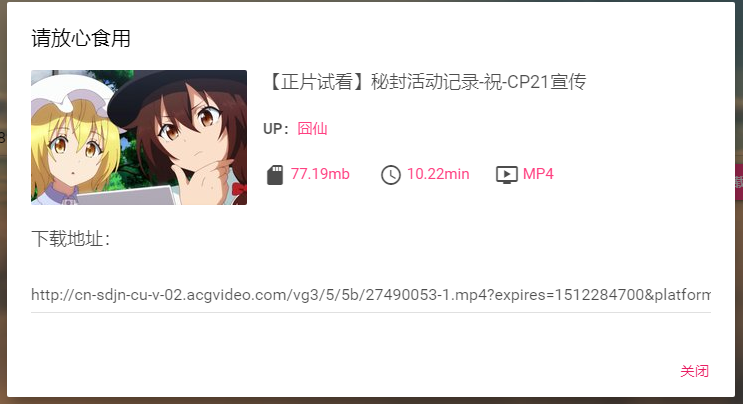 请放心食用
【正片试看】秘封活动记录-祝-CP21宣传
UP：囧仙
77.19mb 10.22min MP4
下载地址：
http://cn-sdjn-cu-v-02.acgvideo.com/vg3/5/5b/27490053-1.mp4?expires=1512284700&platform
关闭